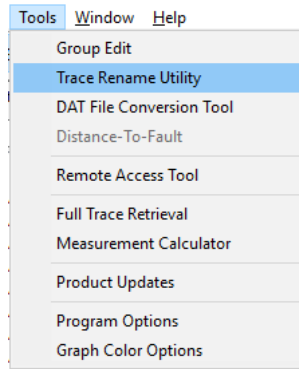 Tools Window Help
Group Edit
Trace Rename Utility
DAT File Conversion Tool
Distance-To-Fault
Remote Access Tool
Full Trace Retrieval
Measurement Calculator
Product Updates
Program Options
Graph Color Options